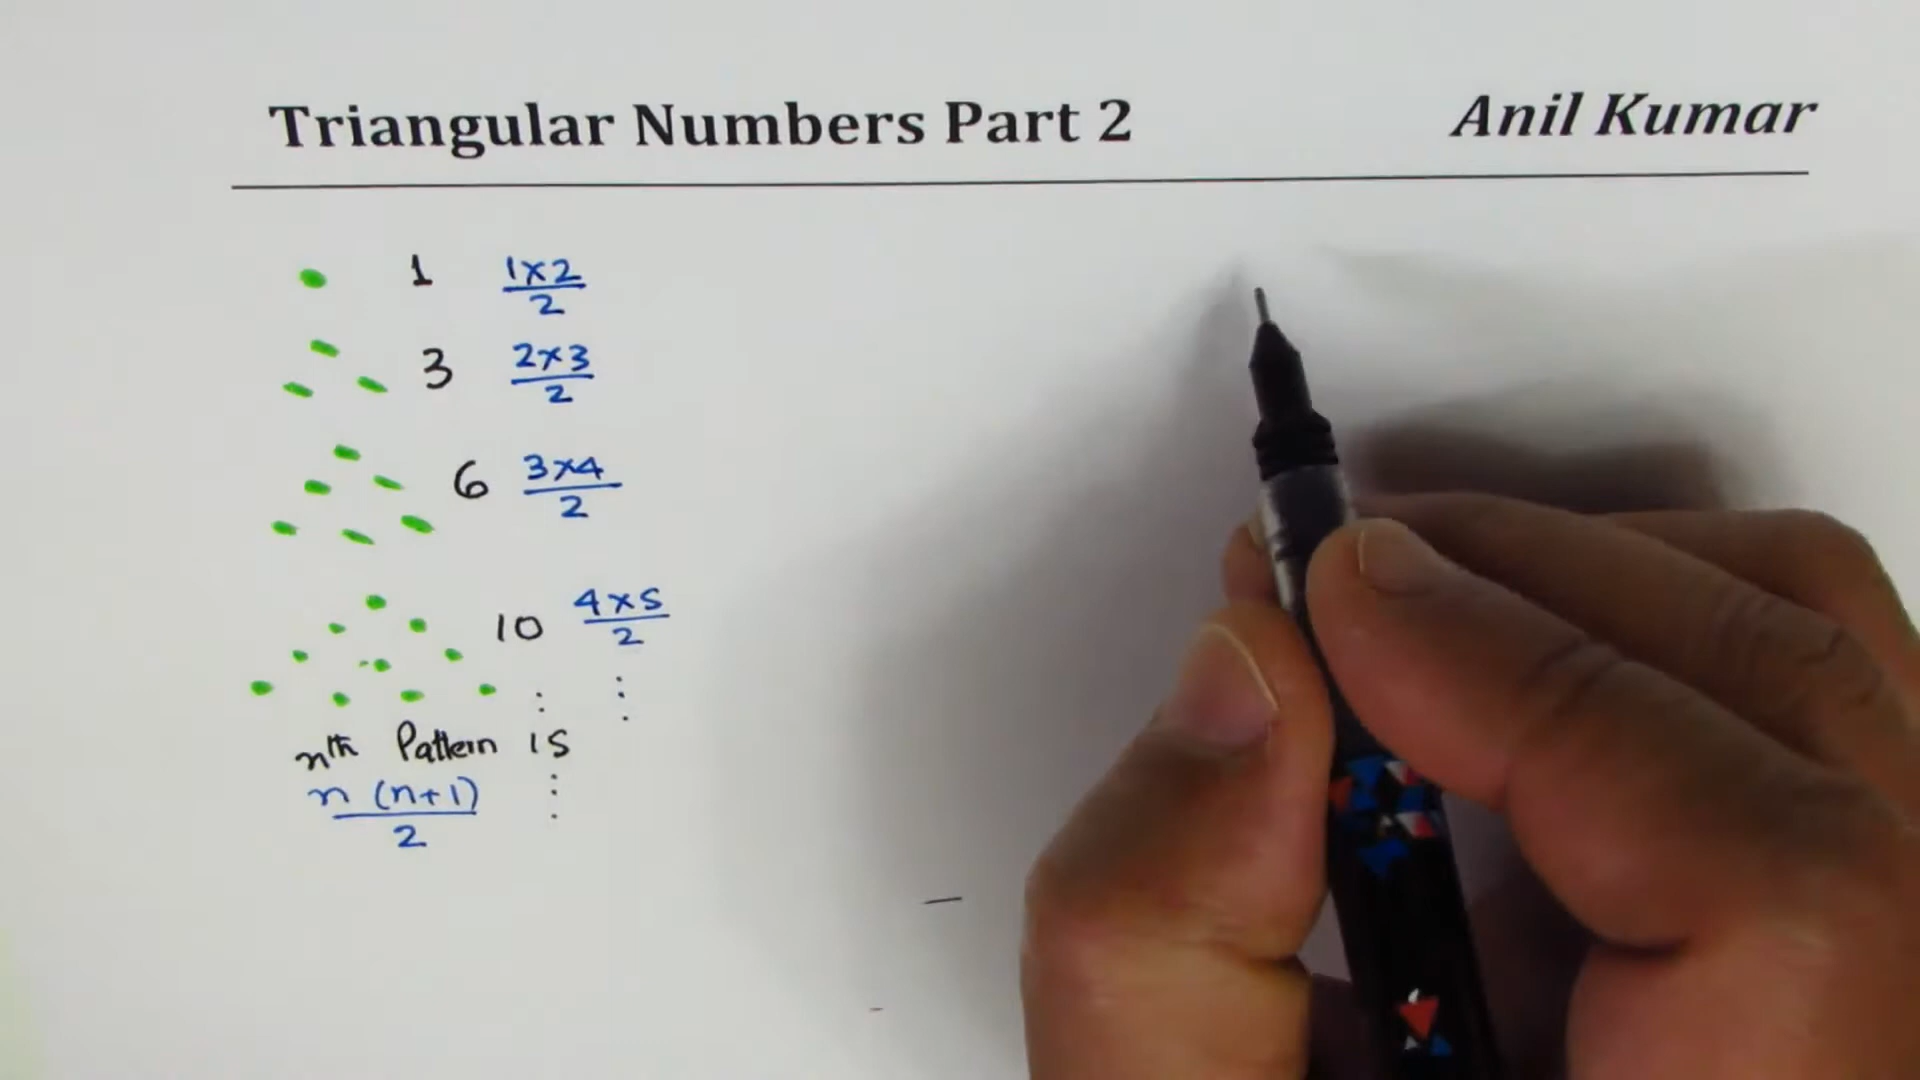 Triangular Numbers Part 2 Anil Kumar
1 1×2/2
3 2×3/2
6 3×4/2
10 4×5/2
nth Pattern is
n (n+1)/2